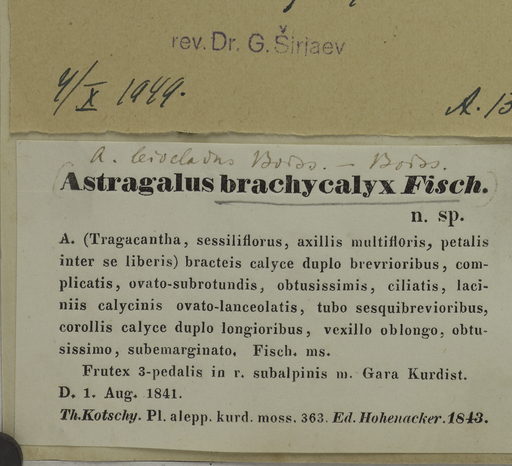 rev. Dr. G. Širjaev
4/X 1949.
A. 13
A. leiocladus Boiss. — Boiss.
Astragalus brachycalyx Fisch.
n. sp.
A. (Tragacantha, sessiliflorus, axillis multifloris, petalis
inter se liberis) bracteis calyce duplo brevrioribus, com-
plicatis, ovato-subrotundis, obtusissimis, ciliatis, laci-
niis calycinis ovato-lanceolatis, tubo sesquibrevioribus,
corollis calyce duplo longioribus, vexillo oblongo, obtu-
sissimo, subemarginato. Fisch. ms.
Frutex 3-pedalis in r. subalpinis m. Gara Kurdist.
D. 1. Aug. 1841.
Th.Kotschy. Pl. alepp. kurd. moss. 363. Ed. Hohenacker. 1843.